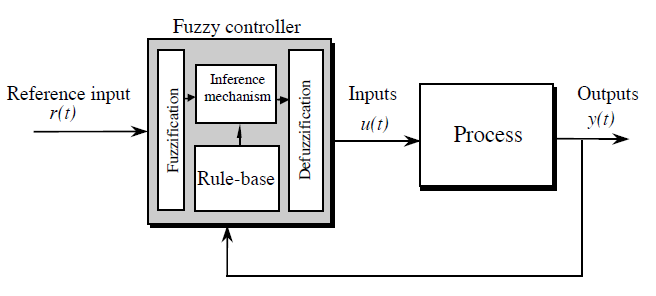 Fuzzy controller
Reference input
r(t)
Fuzzification
Inference
mechanism
Rule-base
Defuzzification
Inputs
u(t)
Process
Outputs
y(t)